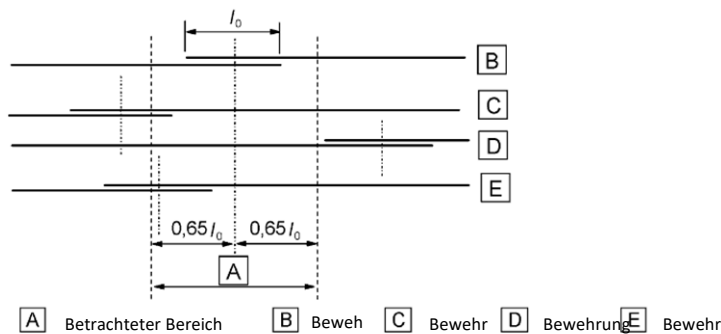 l₀
B
C
D
E
0,65 l₀ 0,65 l₀
A
A Betrachteter Bereich B Beweh C Bewehr D Bewehrung E Bewehr